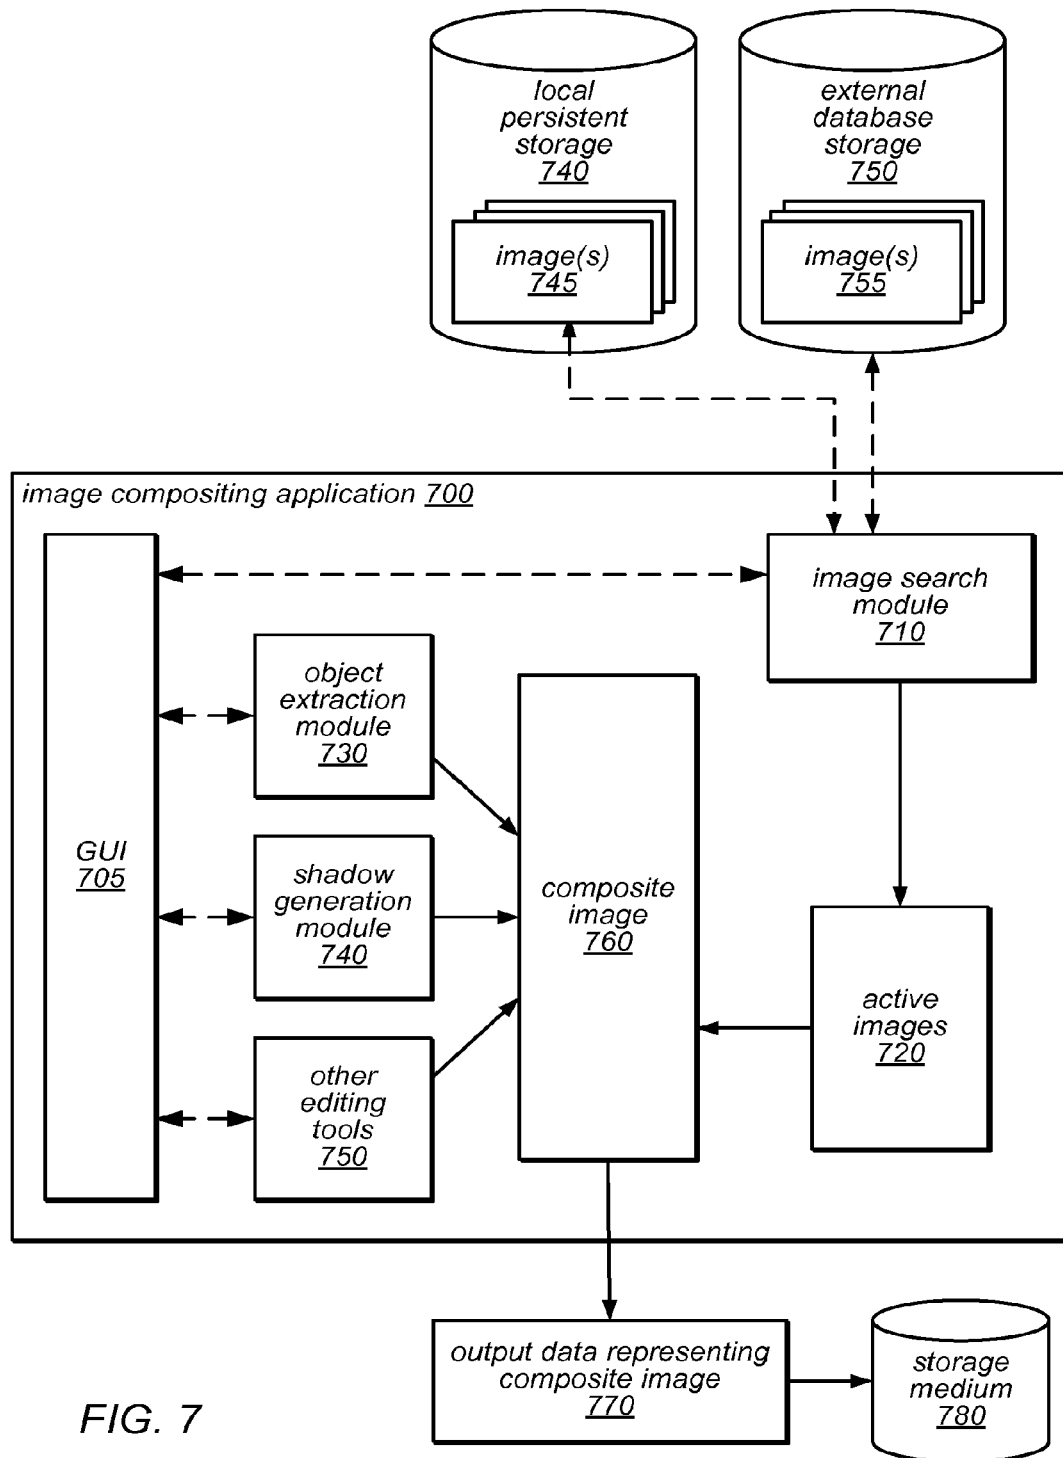 local
persistent
storage
740
image(s)
745
external
database
storage
750
image(s)
755
image compositing application 700
GUI
705
image search
module
710
object
extraction
module
730
shadow
generation
module
740
other
editing
tools
750
composite
image
760
active
images
720
output data representing
composite image
770
storage
medium
780
FIG. 7